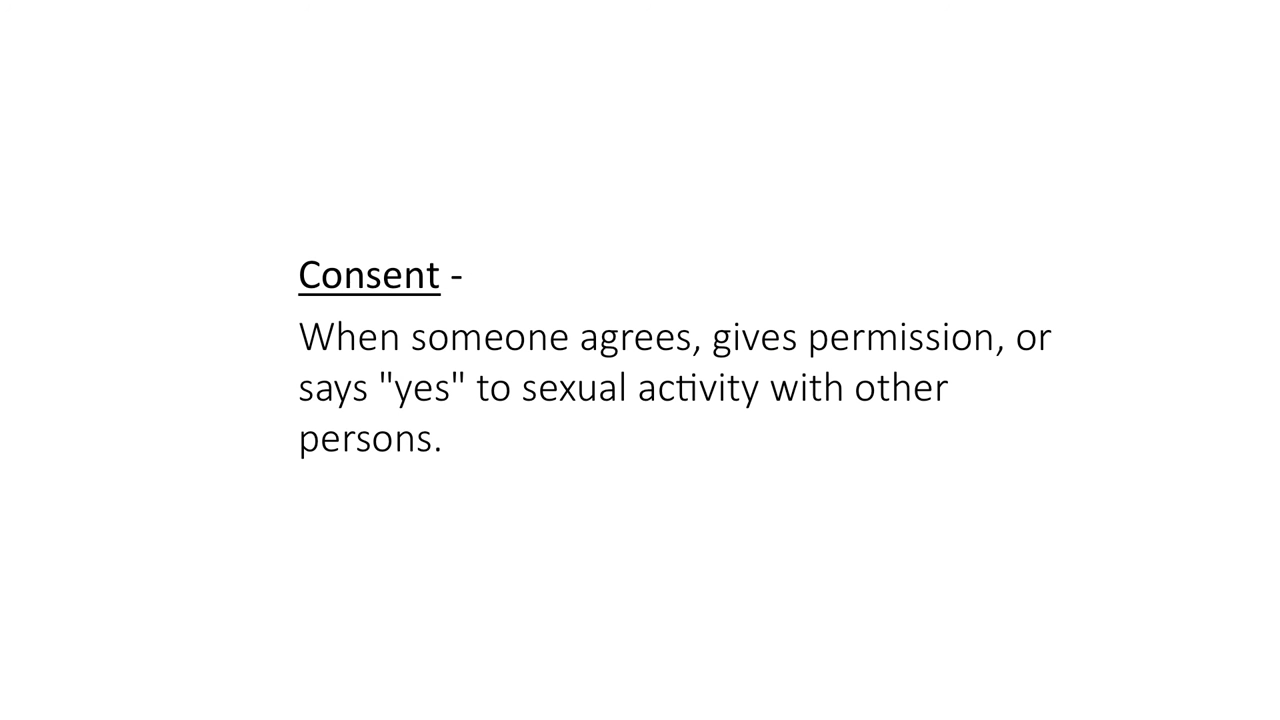 Consent -
When someone agrees, gives permission, or
says "yes" to sexual activity with other
persons.